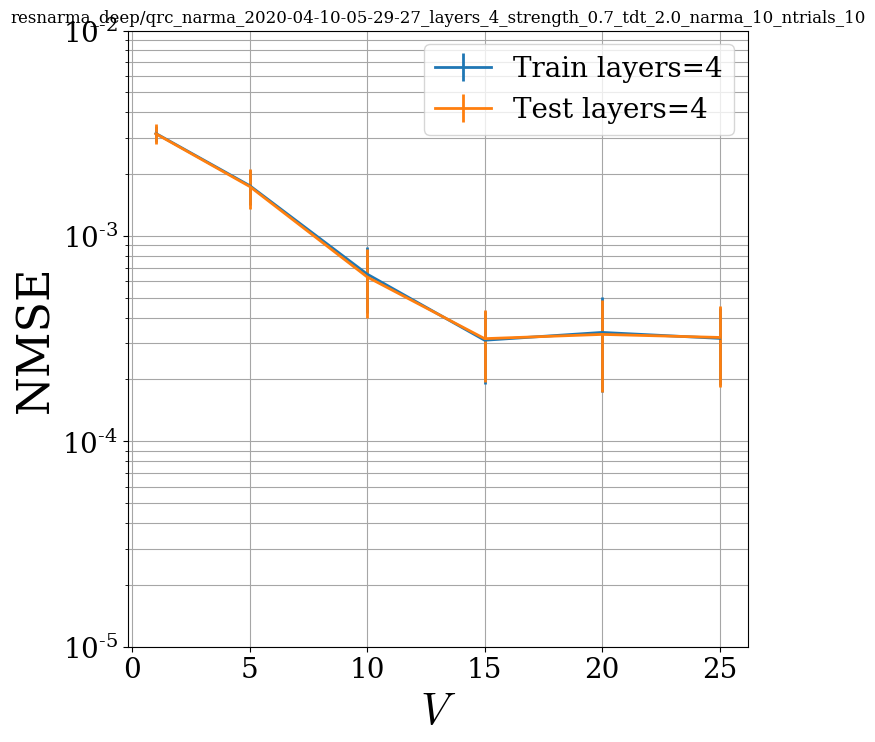 resnarma_deep/qrc_narma_2020-04-10-05-29-27_layers_4_strength_0.7_tdt_2.0_narma_10_ntrials_10
10-2
Train layers=4
Test layers=4
10-3
NMSE
10-4
10-5
0 5 10 15 20 25
V